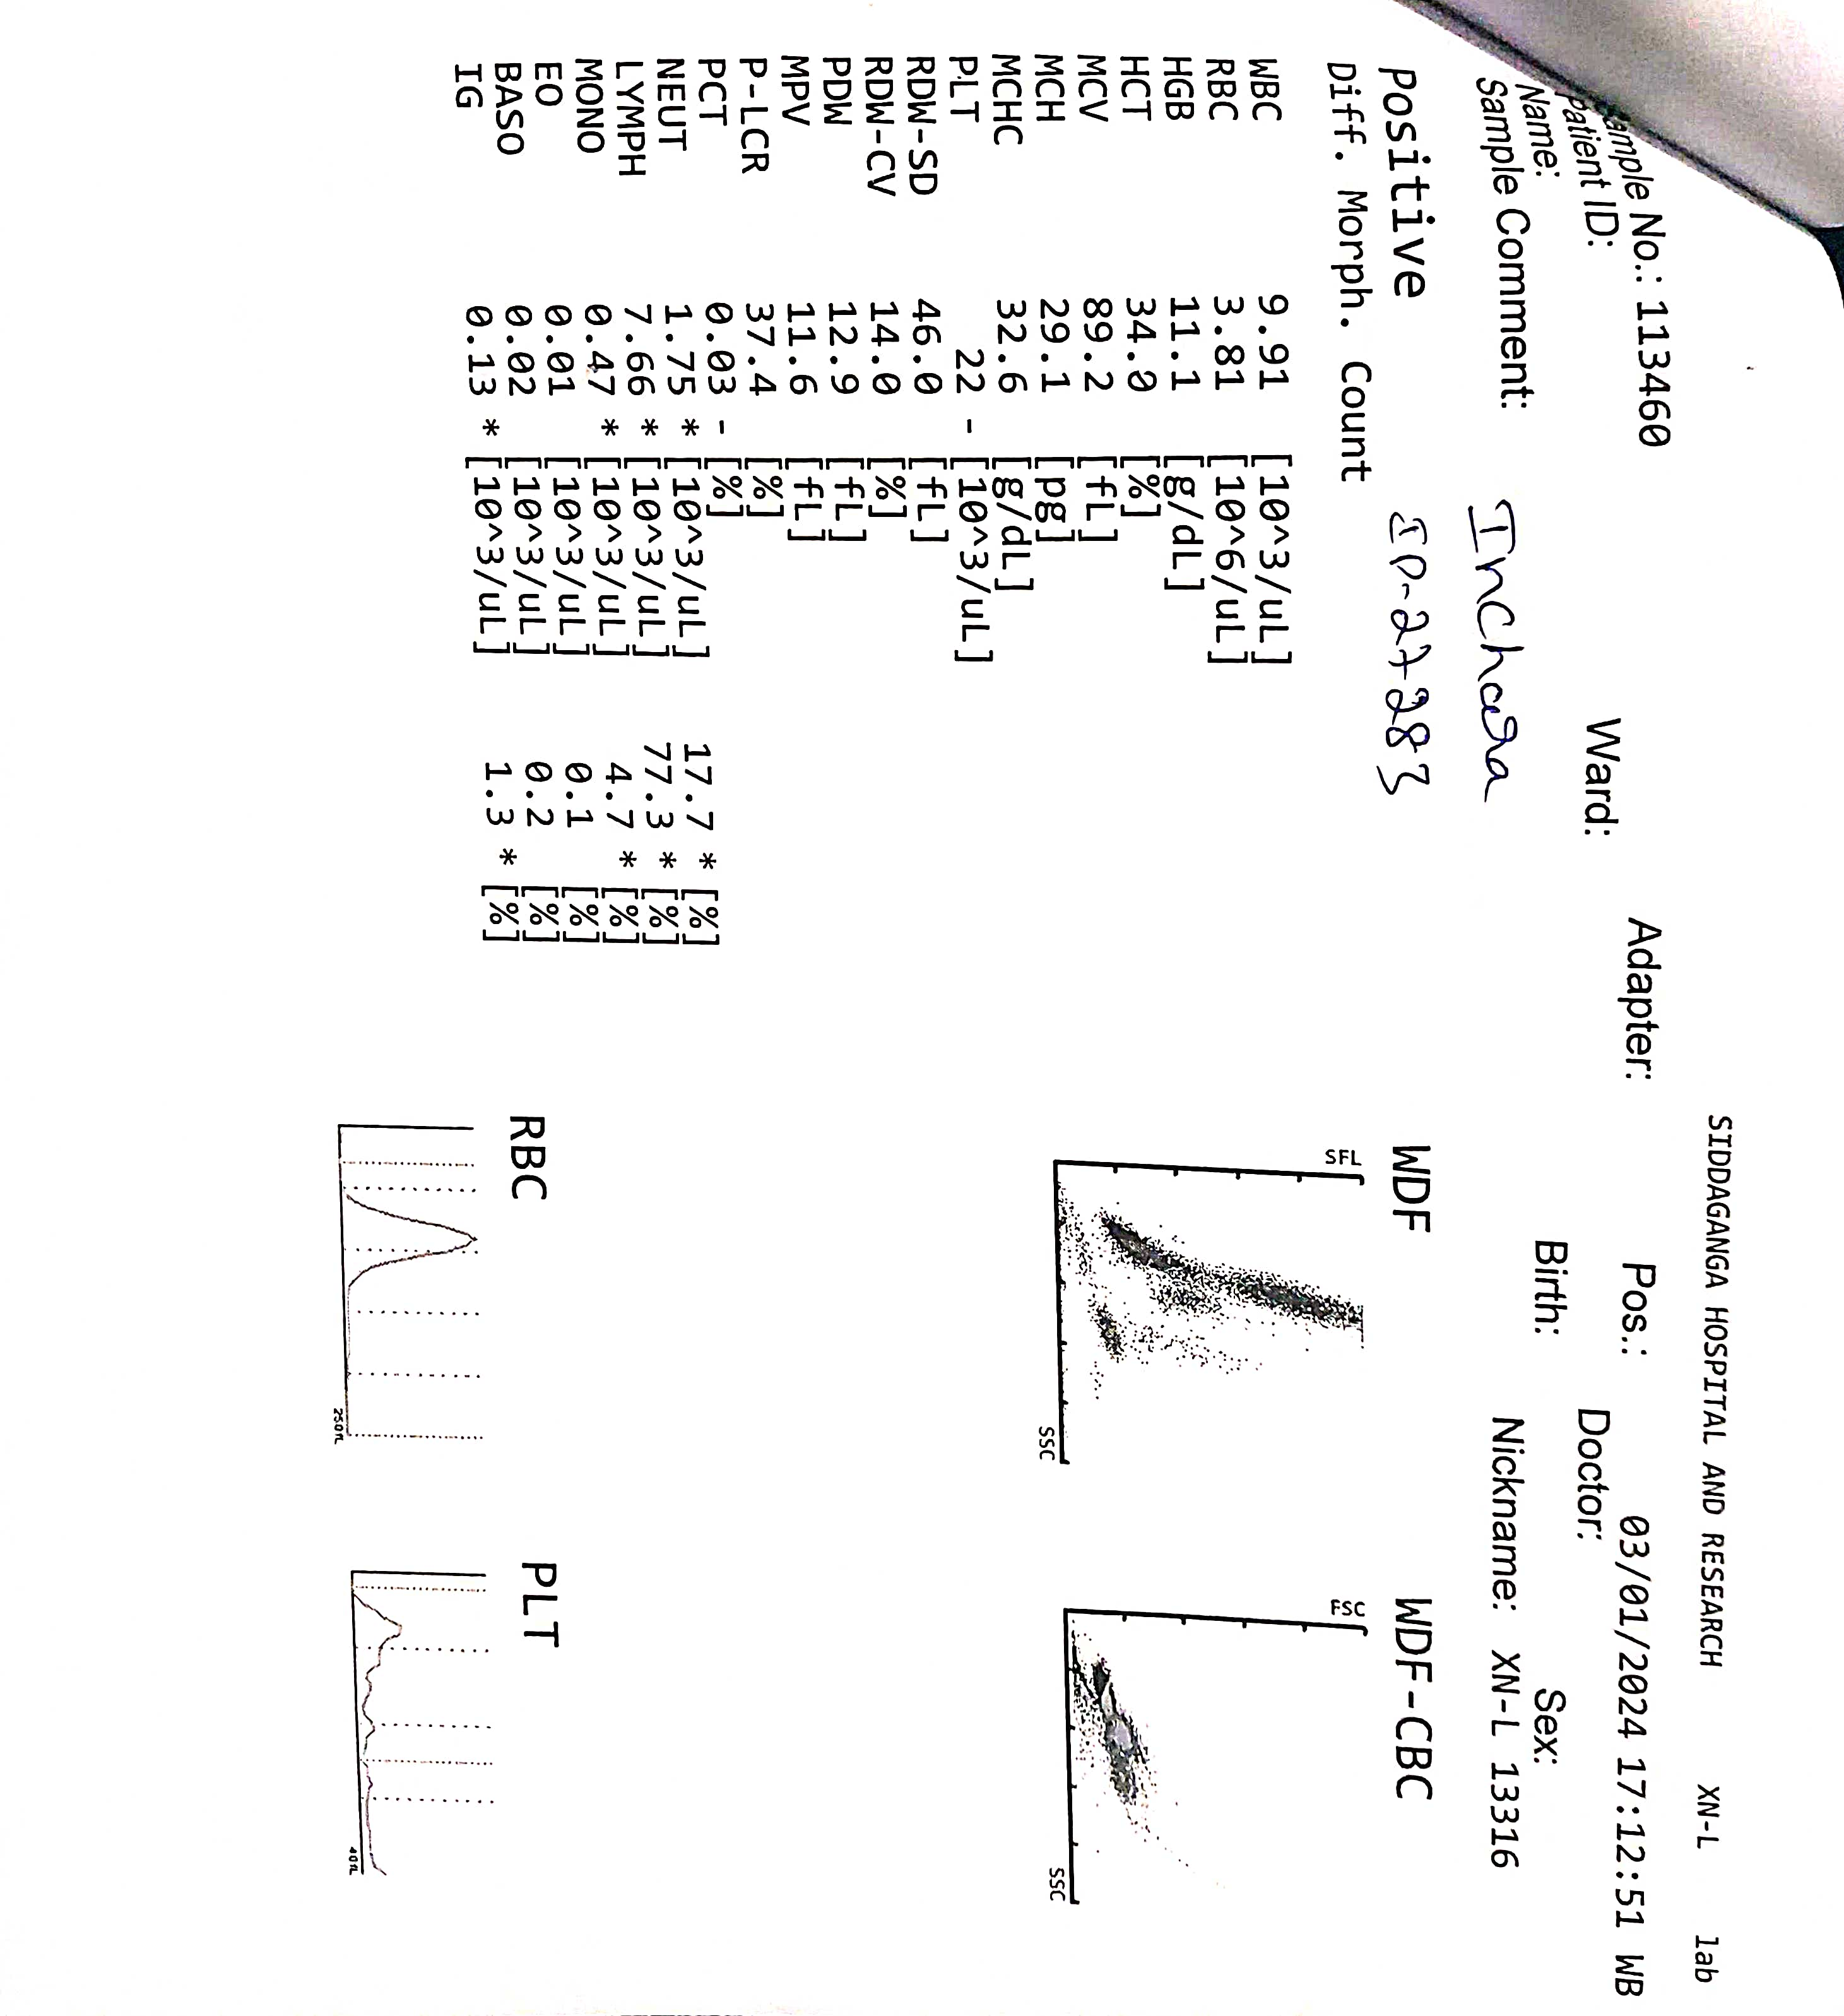 SIDDAGANGA HOSPITAL AND RESEARCH XN-L lab
ample No.: 113460 Adapter: Pos.: 03/01/2024 17:12:51 WB
Patient ID: Ward: Doctor:
Name: Birth: Sex:
Sample Comment: Inchara Nickname: XN-L 13316
Positive IP-27283
Diff. Morph. Count
WBC 9.91 [10^3/uL]
RBC 3.81 [10^6/uL]
HGB 11.1 [g/dL]
HCT 34.0 [%]
MCV 89.2 [fL]
MCH 29.1 [pg]
MCHC 32.6 [g/dL]
PLT 22 - [10^3/uL]
RDW-SD 46.0 [fL]
RDW-CV 14.0 [%]
PDW 12.9 [fL]
MPV 11.6 [fL]
P-LCR 37.4 [%]
PCT 0.03 - [%]
NEUT 1.75 * [10^3/uL] 17.7 * [%]
LYMPH 7.66 * [10^3/uL] 77.3 * [%]
MONO 0.47 * [10^3/uL] 4.7 * [%]
EO 0.01 [10^3/uL] 0.1 [%]
BASO 0.02 [10^3/uL] 0.2 [%]
IG 0.13 * [10^3/uL] 1.3 * [%]
WDF WDF-CBC
SFL FSC
SSC SSC
RBC PLT
250fL 40fL